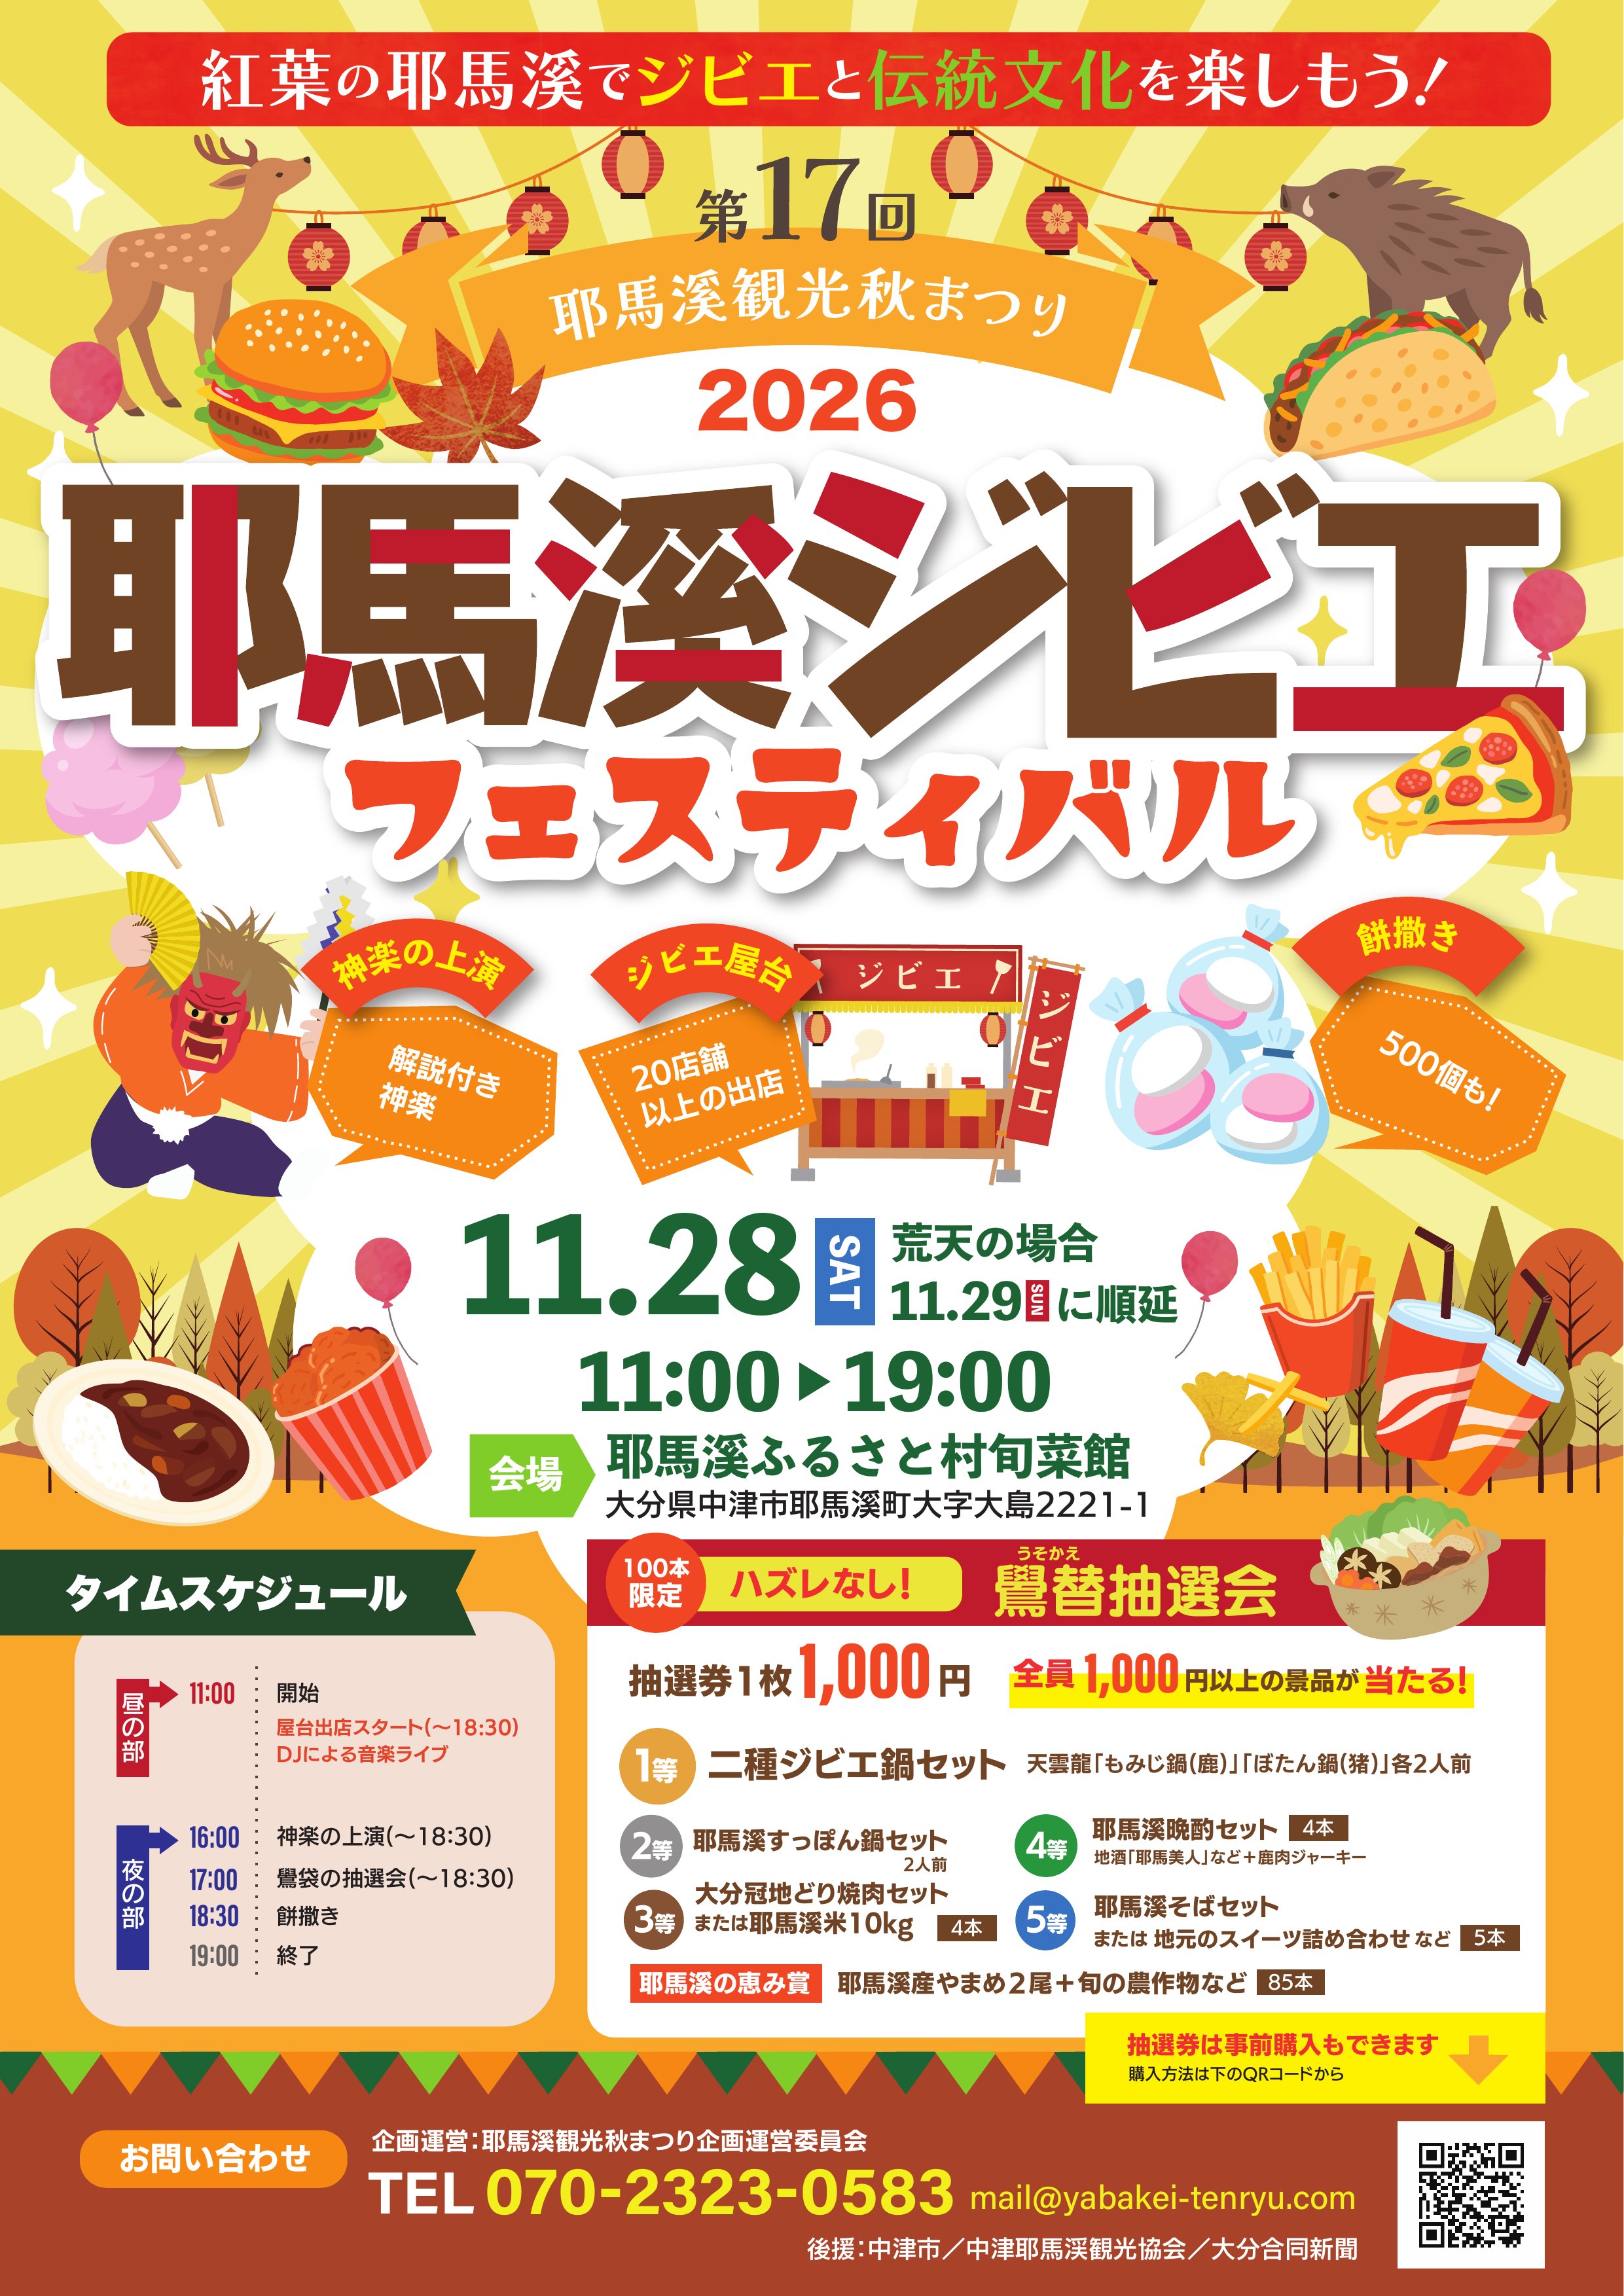 紅葉の耶馬溪でジビエと伝統文化を楽しもう!
第17回
耶馬溪観光秋まつり
2026
耶馬溪ジビエ
フェスティバル
神楽の上演
解説付き
神楽
ジビエ屋台
20店舗
以上の出店
ジビエ
ジビエ
餅撒き
500個も!
11.28 SAT
荒天の場合
11.29 SUN に順延
11:00▶19:00
会場
耶馬溪ふるさと村旬菜館
大分県中津市耶馬溪町大字大島2221-1
タイムスケジュール
昼の部
11:00 開始
屋台出店スタート(〜18:30)
DJによる音楽ライブ
夜の部
16:00 神楽の上演(〜18:30)
17:00 鷽袋の抽選会(〜18:30)
18:30 餅撒き
19:00 終了
100本
限定
ハズレなし!
うそかえ
鷽替抽選会
抽選券1枚1,000円
全員1,000円以上の景品が当たる!
1等 二種ジビエ鍋セット 天雲龍「もみじ鍋(鹿)」「ぼたん鍋(猪)」各2人前
2等 耶馬溪すっぽん鍋セット
2人前
3等 大分冠地どり焼肉セット
または耶馬溪米10kg 4本
4等 耶馬溪晩酌セット 4本
地酒「耶馬美人」など+鹿肉ジャーキー
5等 耶馬溪そばセット
または 地元のスイーツ詰め合わせ など 5本
耶馬溪の恵み賞 耶馬溪産やまめ2尾+旬の農作物など 85本
抽選券は事前購入もできます
購入方法は下のQRコードから
お問い合わせ
企画運営:耶馬溪観光秋まつり企画運営委員会
TEL 070-2323-0583 mail@yabakei-tenryu.com
後援:中津市/中津耶馬渓観光協会/大分合同新聞